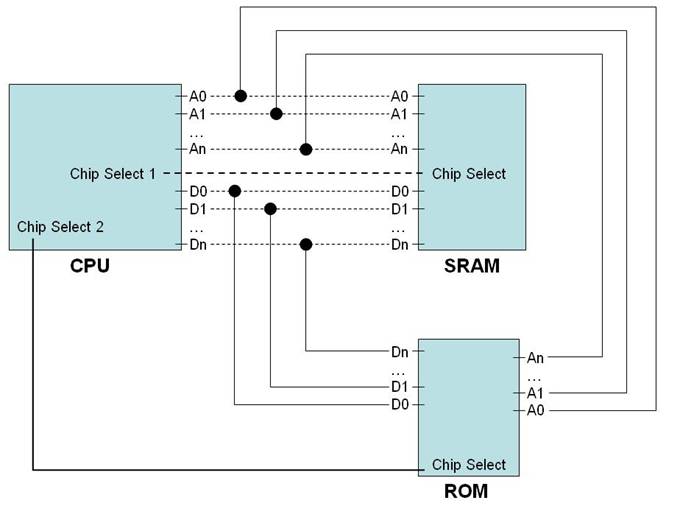 A0 A0
A1 A1
... ...
An An
Chip Select 1 Chip Select
D0 D0
D1 D1
Chip Select 2
... ...
Dn Dn
CPU SRAM
Dn An
... ...
D1 A1
D0 A0
Chip Select
ROM